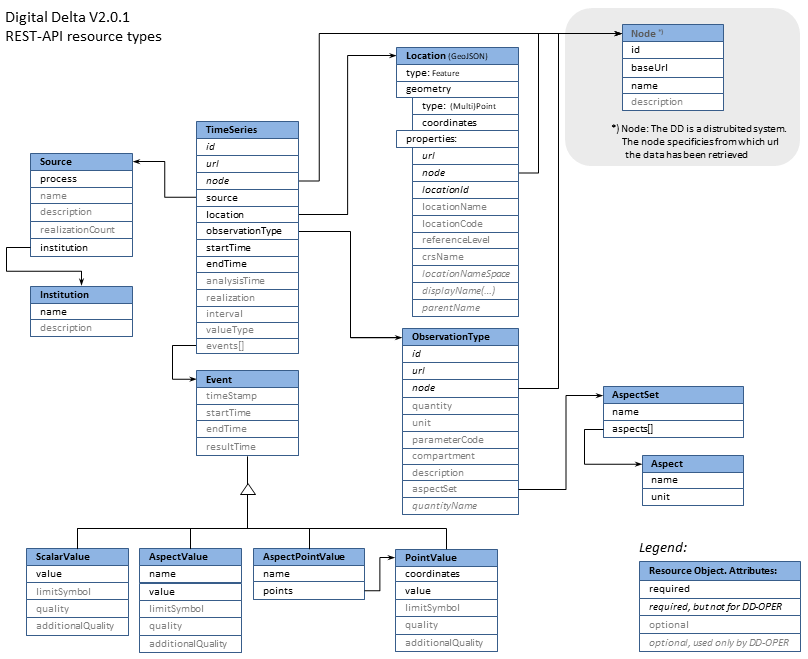 Digital Delta V2.0.1
REST-API resource types
Node *)
id
baseUrl
name
description
*) Node: The DD is a distrubited system.
The node specificies from which url
the data has been retrieved
Location (GeoJSON)
type: Feature
geometry
type: (Multi)Point
coordinates
properties:
url
node
locationId
locationName
locationCode
referenceLevel
crsName
locationNameSpace
displayName(...)
parentName
TimeSeries
id
url
node
source
location
observationType
startTime
endTime
analysisTime
realization
interval
valueType
events[]
Source
process
name
description
realizationCount
institution
Institution
name
description
Event
timeStamp
startTime
endTime
resultTime
ObservationType
id
url
node
quantity
unit
parameterCode
compartment
description
aspectSet
quantityName
AspectSet
name
aspects[]
Aspect
name
unit
ScalarValue
value
limitSymbol
quality
additionalQuality
AspectValue
name
value
limitSymbol
quality
additionalQuality
AspectPointValue
name
points
PointValue
coordinates
value
limitSymbol
quality
additionalQuality
Legend:
Resource Object. Attributes:
required
required, but not for DD-OPER
optional
optional, used only by DD-OPER